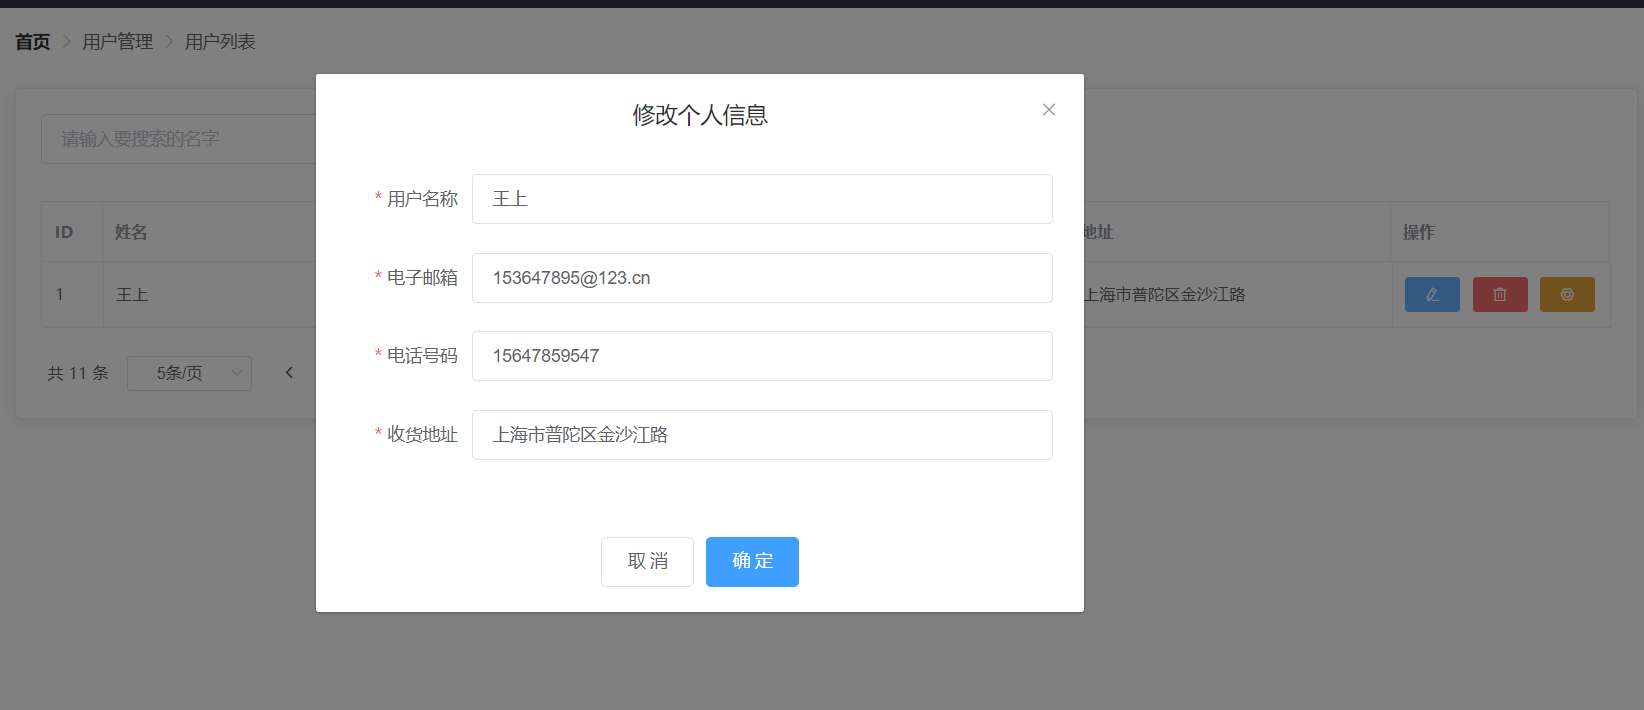 首页 > 用户管理 > 用户列表
修改个人信息
请输入要搜索的名字
* 用户名称 王上
ID 姓名 地址 操作
* 电子邮箱 153647895@123.cn
1 王上 上海市普陀区金沙江路
* 电话号码 15647859547
共 11 条 5条/页
* 收货地址 上海市普陀区金沙江路
取 消 确 定